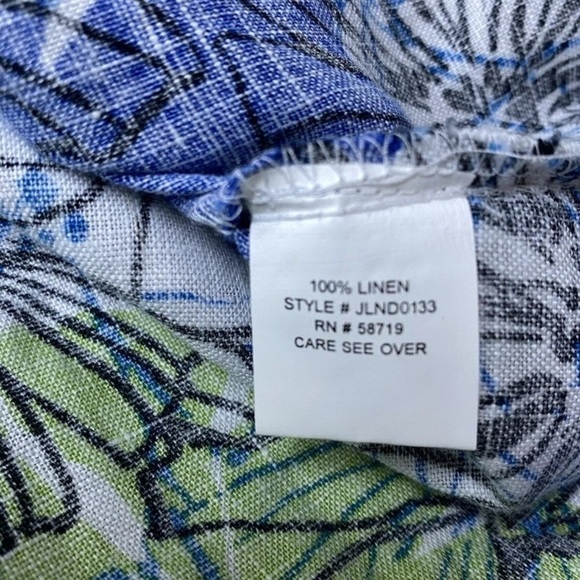 100% LINEN
STYLE # JLND0133
RN # 58719
CARE SEE OVER